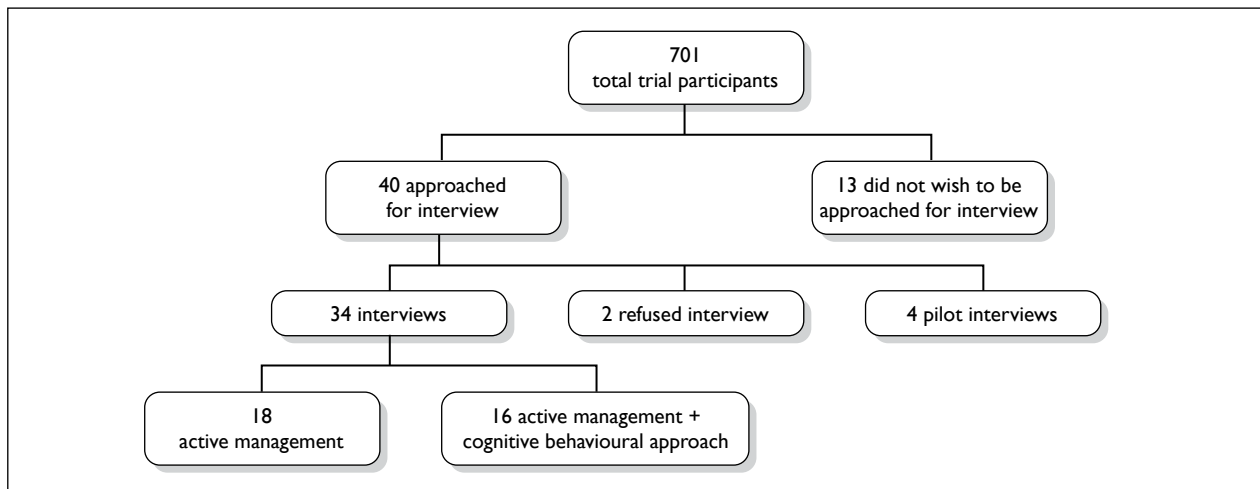 701
total trial participants
40 approached
for interview
13 did not wish to be
approached for interview
34 interviews
2 refused interview
4 pilot interviews
18
active management
16 active management +
cognitive behavioural approach